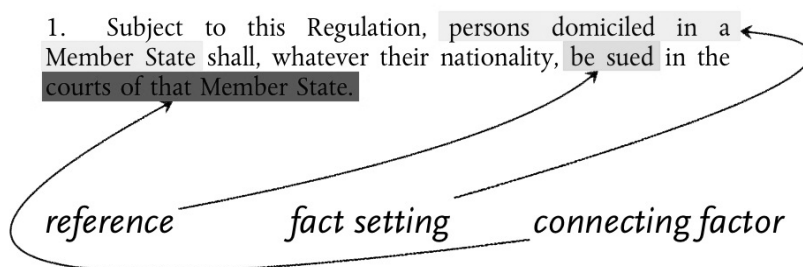 1. Subject to this Regulation, persons domiciled in a
Member State shall, whatever their nationality, be sued in the
courts of that Member State.
reference fact setting connecting factor